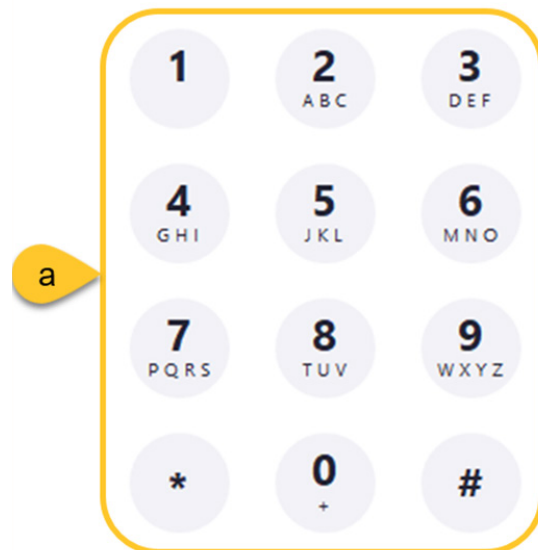 1 2 3
ABC DEF
4 5 6
GHI JKL MNO
a
7 8 9
PQRS TUV WXYZ
* 0 #
+